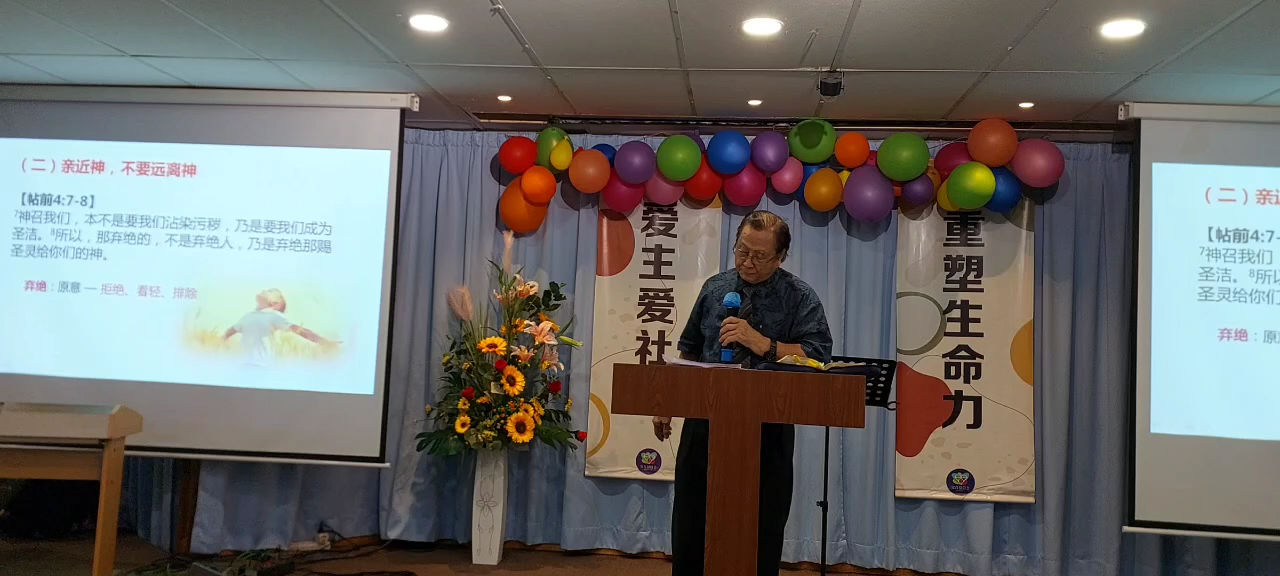 （二）亲近神，不要远离神
【帖前4:7-8】
⁷神召我们，本不是要我们沾染污秽，乃是要我们成为
圣洁。⁸所以，那弃绝的，不是弃绝人，乃是弃绝那赐
圣灵给你们的神。
弃绝：原意 — 拒绝、看轻、排除
爱主爱社
重塑生命力
（二）亲近
【帖前4:7-
⁷神召我们，
圣洁。⁸所以
圣灵给你们
弃绝：原意